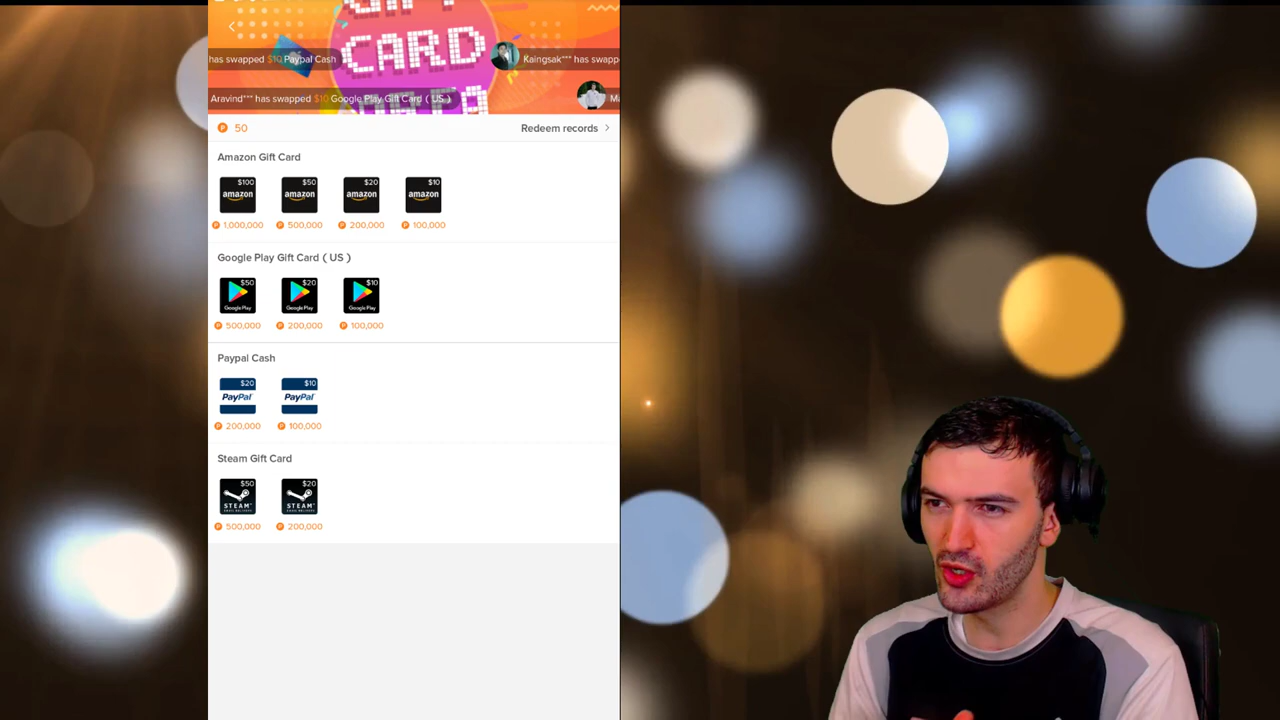 CARD
has swapped $10 Paypal Cash
Kaingsak*** has swapp
Aravind*** has swapped $10 Google Play Gift Card ( US )
50
Redeem records
Amazon Gift Card
$100 $50 $20 $10
amazon amazon amazon amazon
1,000,000 500,000 200,000 100,000
Google Play Gift Card ( US )
$50 $20 $10
Google Play Google Play Google Play
500,000 200,000 100,000
Paypal Cash
$20 $10
PayPal PayPal
200,000 100,000
Steam Gift Card
$50 $20
STEAM STEAM
500,000 200,000